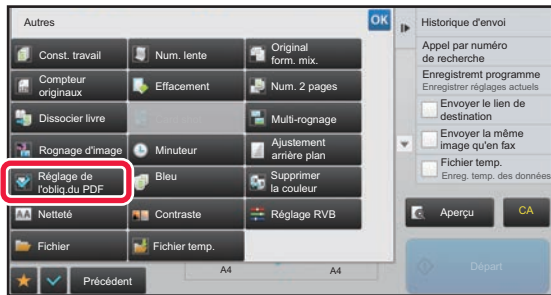 Autres
OK
Const. travail
Num. lente
Original
form. mix.
Compteur
originaux
Effacement
Num. 2 pages
Dissocier livre
Multi-rognage
Rognage d'image
Minuteur
Ajustement
arrière plan
Réglage de
l'obliq.du PDF
Bleu
Supprimer
la couleur
Netteté
Contraste
Réglage RVB
Fichier
Fichier temp.
Précédent
A4
A4
Historique d'envoi
Appel par numéro
de recherche
Enregistremt programme
Enregistrer réglages actuels
Envoyer le lien de
destination
Envoyer la même
image qu'en fax
Fichier temp.
Enreg. temp. des données
Aperçu
CA
Départ